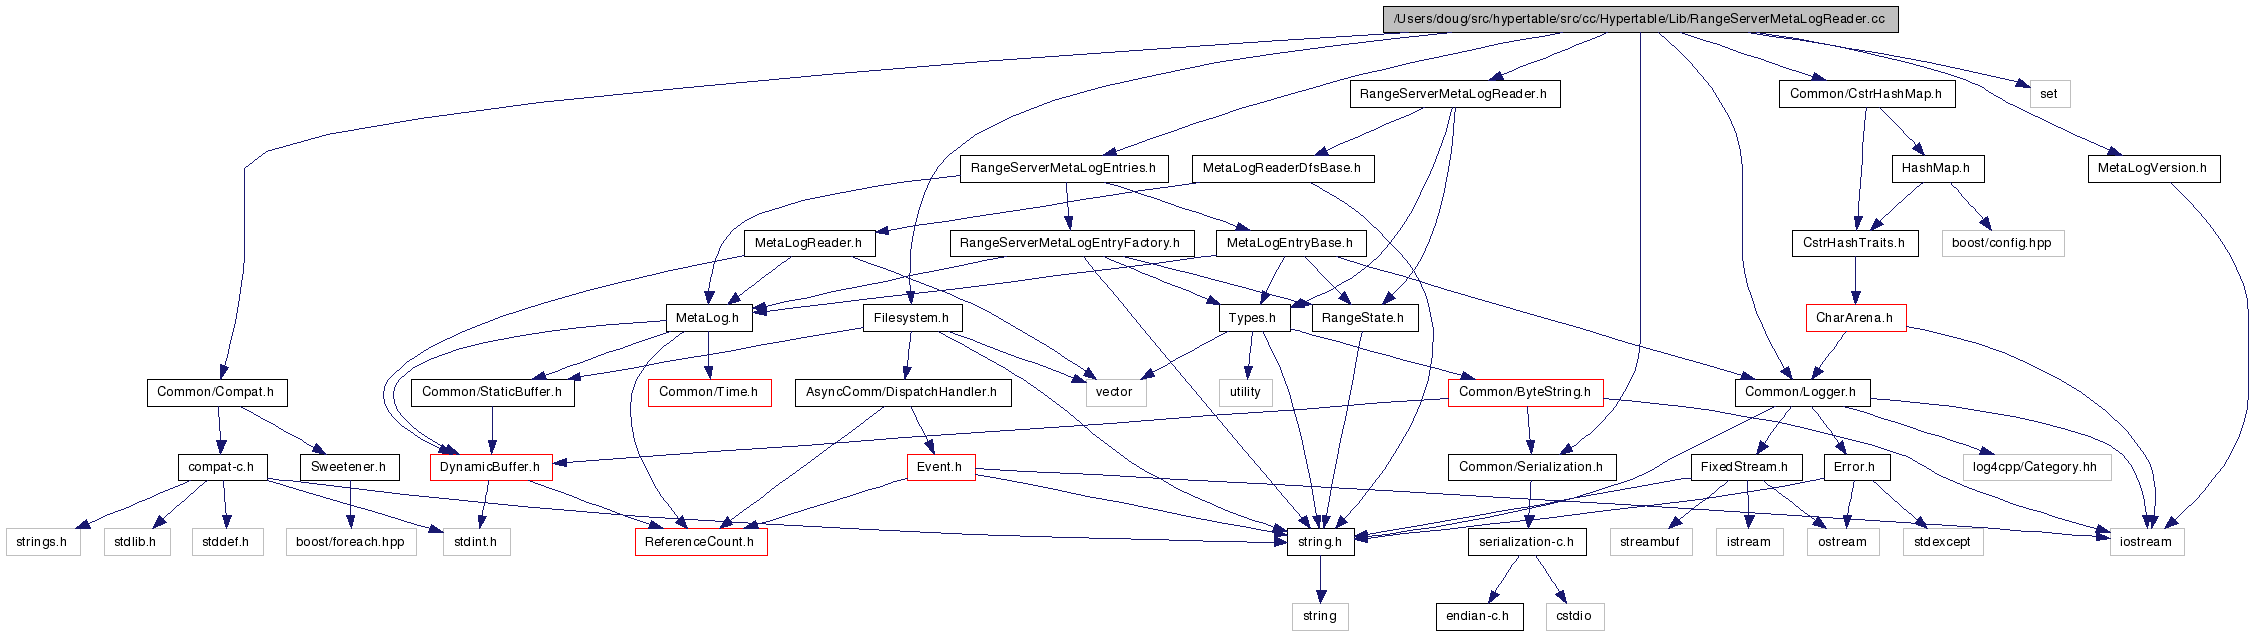 /Users/doug/src/hypertable/src/cc/Hypertable/Lib/RangeServerMetaLogReader.cc
RangeServerMetaLogReader.h
Common/CstrHashMap.h
set
RangeServerMetaLogEntries.h
MetaLogReaderDfsBase.h
HashMap.h
MetaLogVersion.h
MetaLogReader.h
RangeServerMetaLogEntryFactory.h
MetaLogEntryBase.h
CstrHashTraits.h
boost/config.hpp
MetaLog.h
Filesystem.h
Types.h
RangeState.h
CharArena.h
Common/Compat.h
Common/StaticBuffer.h
Common/Time.h
AsyncComm/DispatchHandler.h
vector
utility
Common/ByteString.h
Common/Logger.h
compat-c.h
Sweetener.h
DynamicBuffer.h
Event.h
Common/Serialization.h
FixedStream.h
Error.h
log4cpp/Category.hh
strings.h
stdlib.h
stddef.h
boost/foreach.hpp
stdint.h
ReferenceCount.h
string.h
serialization-c.h
streambuf
istream
ostream
stdexcept
iostream
string
endian-c.h
cstdio